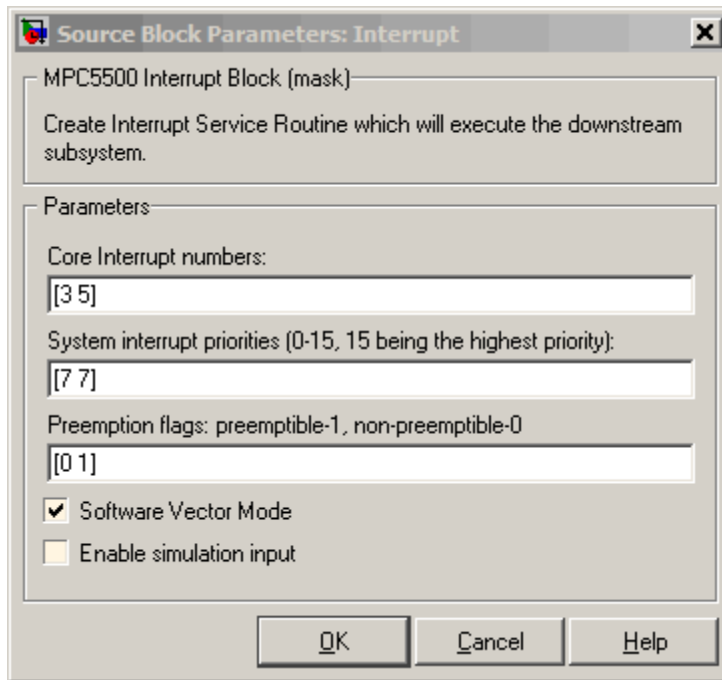 Source Block Parameters: Interrupt
MPC5500 Interrupt Block (mask)
Create Interrupt Service Routine which will execute the downstream
subsystem.
Parameters
Core Interrupt numbers:
[3 5]
System interrupt priorities (0-15, 15 being the highest priority):
[7 7]
Preemption flags: preemptible-1, non-preemptible-0
[0 1]
Software Vector Mode
Enable simulation input
OK Cancel Help